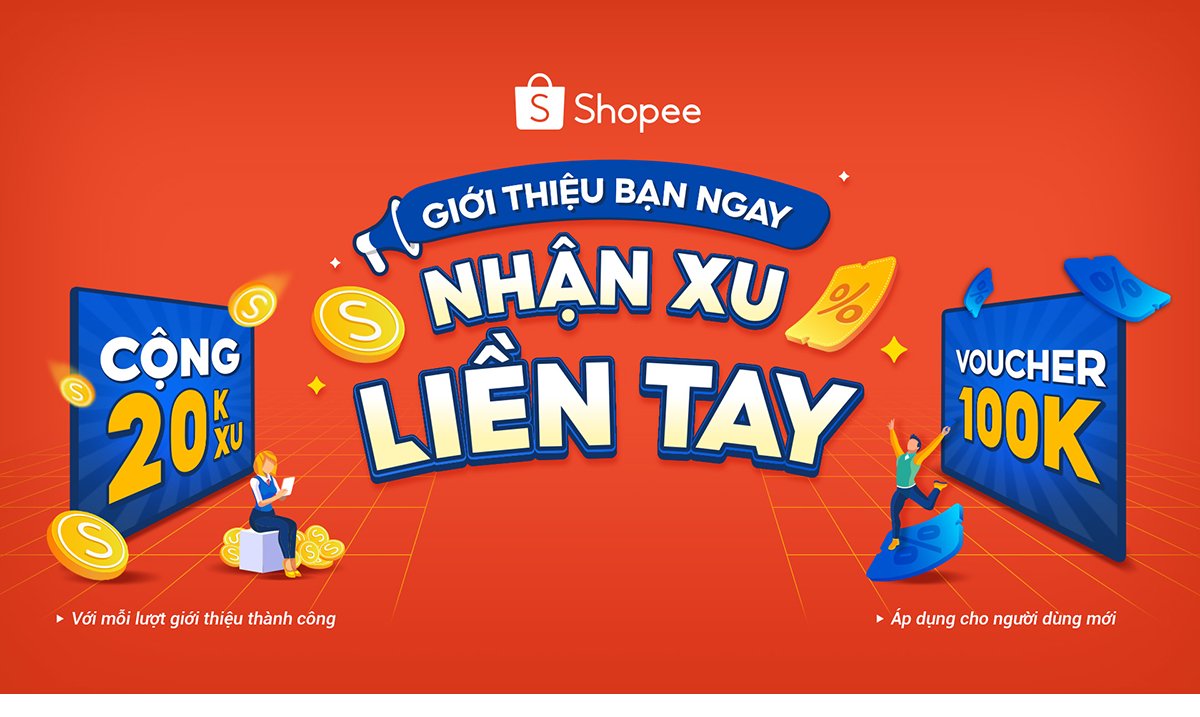 Shopee
GIỚI THIỆU BẠN NGAY
NHẬN XU
LIỀN TAY
CỘNG
20K XU
VOUCHER
100K
Với mỗi lượt giới thiệu thành công
Áp dụng cho người dùng mới